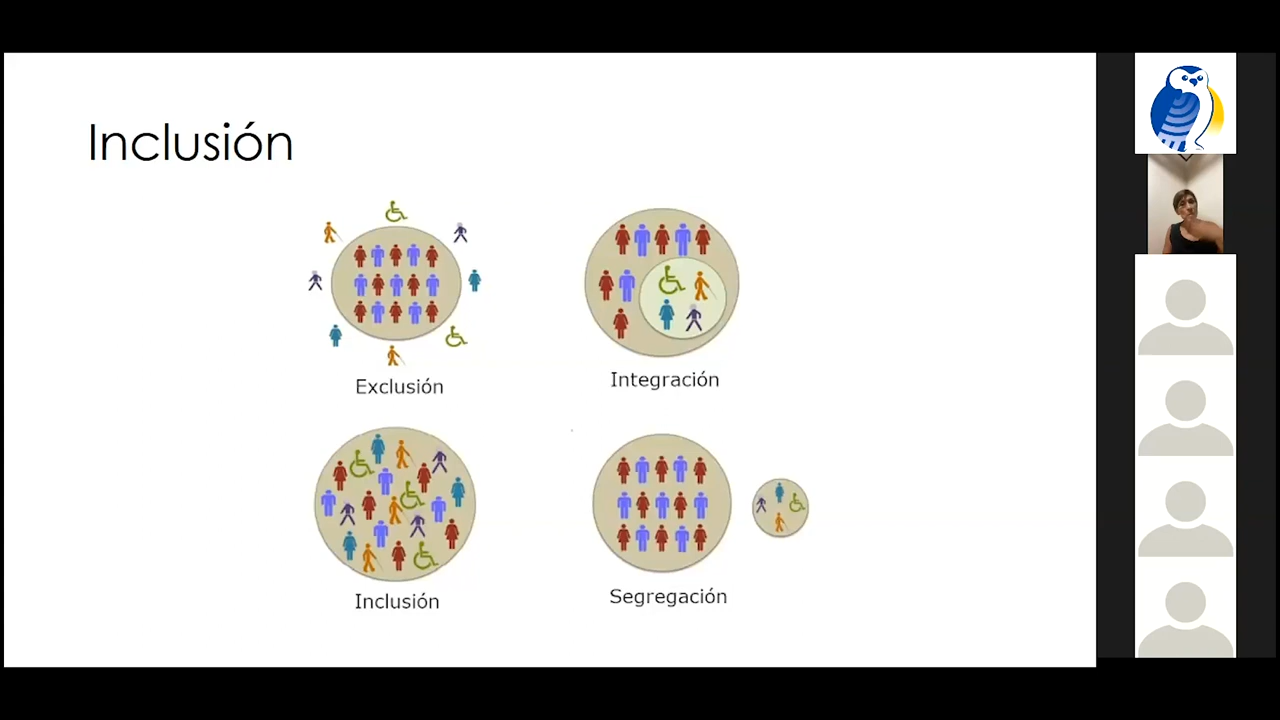 Inclusión
Exclusión
Integración
Inclusión
Segregación